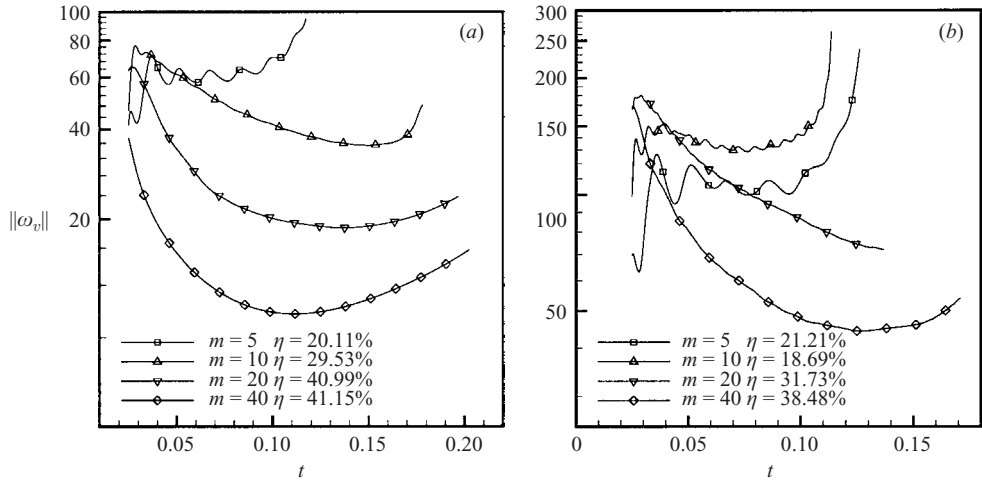 (a)
100
80
60
40
20
||ω_v||
m = 5 η = 20.11%
m = 10 η = 29.53%
m = 20 η = 40.99%
m = 40 η = 41.15%
0.05 0.10 0.15 0.20
t
(b)
300
250
200
150
100
50
m = 5 η = 21.21%
m = 10 η = 18.69%
m = 20 η = 31.73%
m = 40 η = 38.48%
0 0.05 0.10 0.15
t